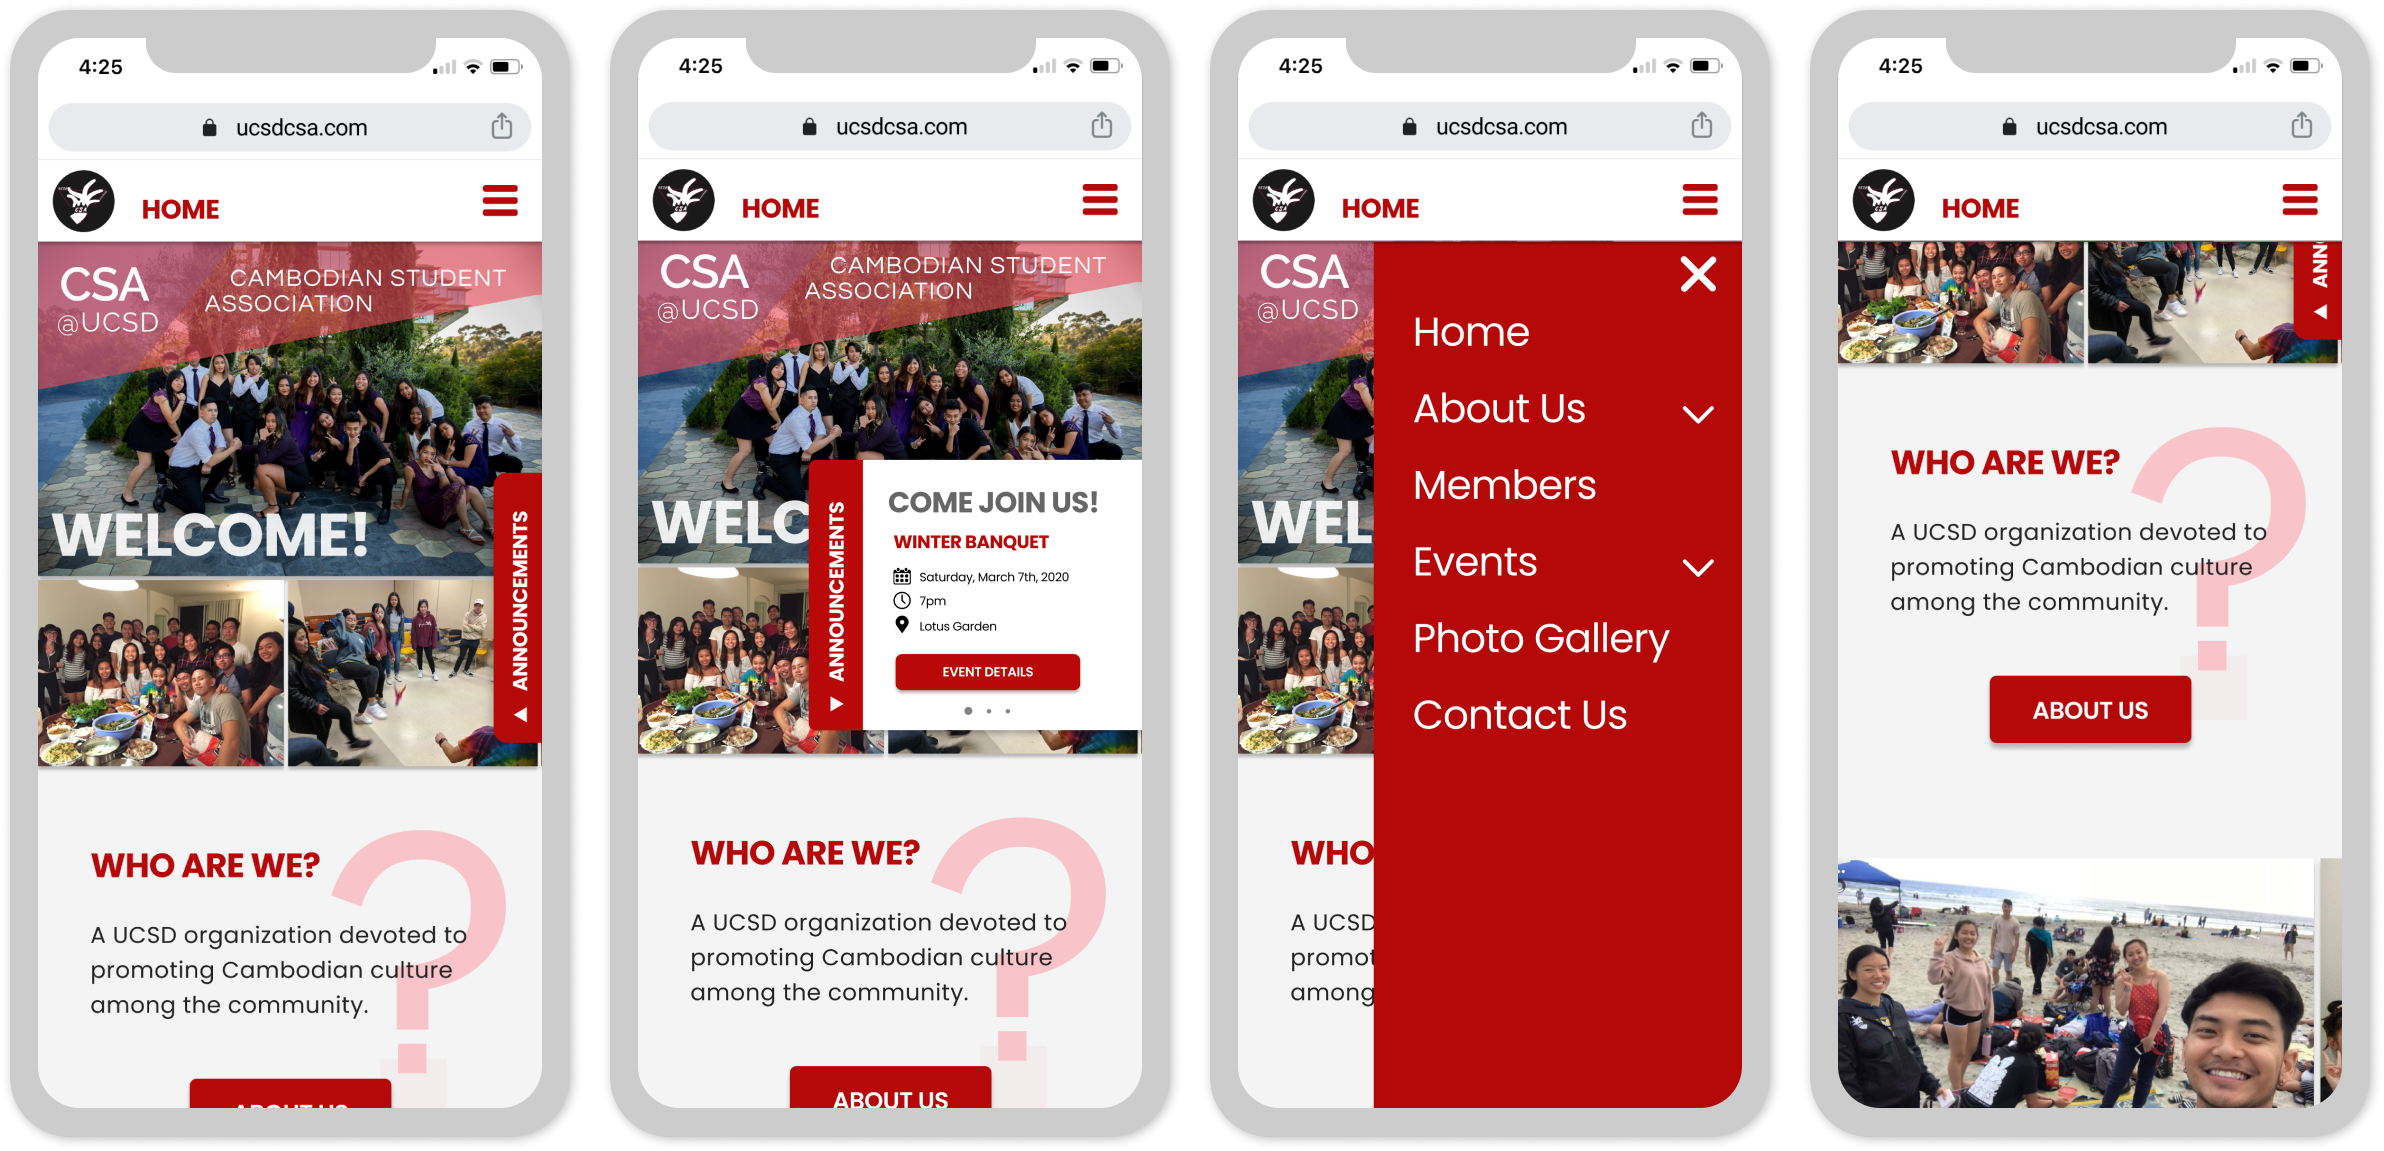 4:25
ucsdcsa.com
HOME
CSA
@UCSD
CAMBODIAN STUDENT
ASSOCIATION
WELCOME!
ANNOUNCEMENTS
WHO ARE WE?
A UCSD organization devoted to
promoting Cambodian culture
among the community.
ABOUT US
4:25
ucsdcsa.com
HOME
CSA
@UCSD
CAMBODIAN STUDENT
ASSOCIATION
WELC
ANNOUNCEMENTS
COME JOIN US!
WINTER BANQUET
Saturday, March 7th, 2020
7pm
Lotus Garden
EVENT DETAILS
WHO ARE WE?
A UCSD organization devoted to
promoting Cambodian culture
among the community.
ABOUT US
4:25
ucsdcsa.com
HOME
CSA
@UCSD
WEL
Home
About Us
Members
Events
Photo Gallery
Contact Us
WHO
A UCSD
promot
among
4:25
ucsdcsa.com
HOME
ANN
WHO ARE WE?
A UCSD organization devoted to
promoting Cambodian culture
among the community.
ABOUT US